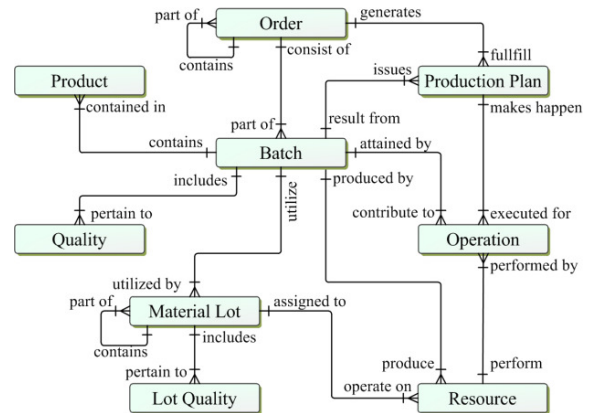 part of
Order
generates
contains
consist of
fullfill
Product
issues
Production Plan
contained in
makes happen
part of
result from
contains
Batch
attained by
includes
utilize
produced by
pertain to
contribute to
executed for
Quality
Operation
utilized by
performed by
part of
Material Lot
assigned to
contains
includes
pertain to
produce
perform
Lot Quality
operate on
Resource